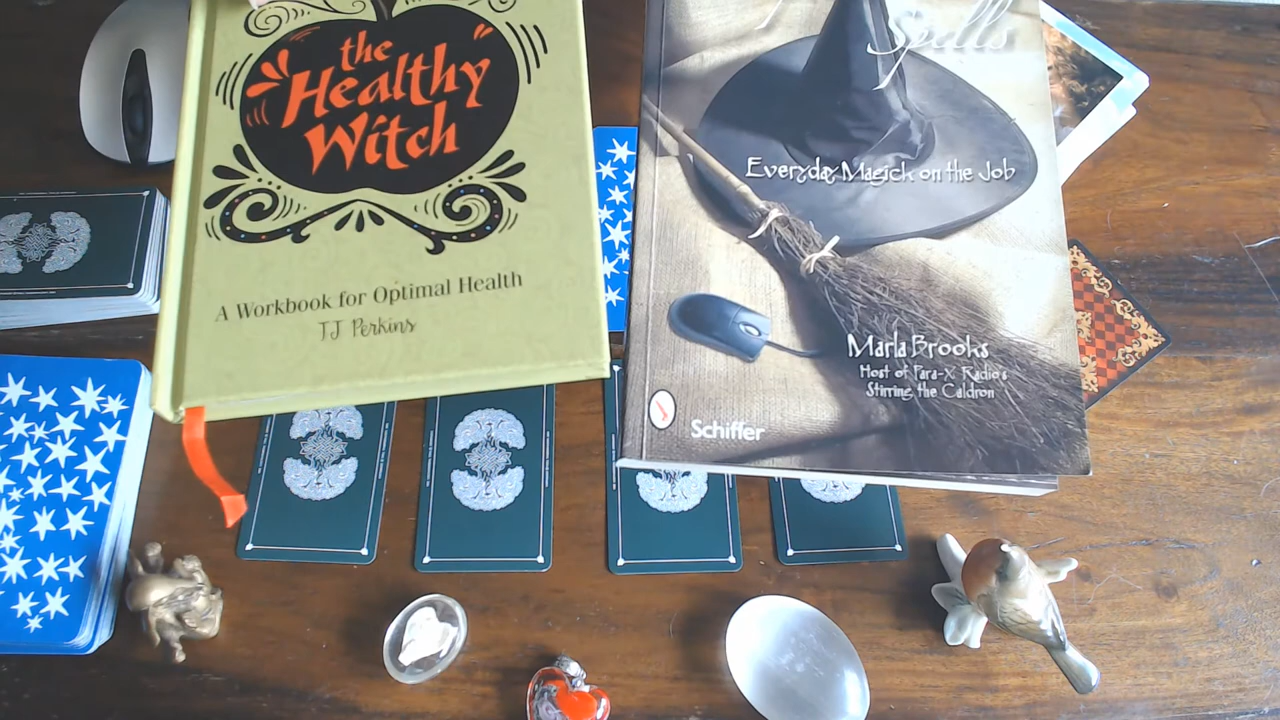 the
Healthy
Witch
A Workbook for Optimal Health
TJ Perkins
Spells
Everyday Magick on the Job
Marla Brooks
Host of Para-X Radio's
Stirring the Caldron
Schiffer